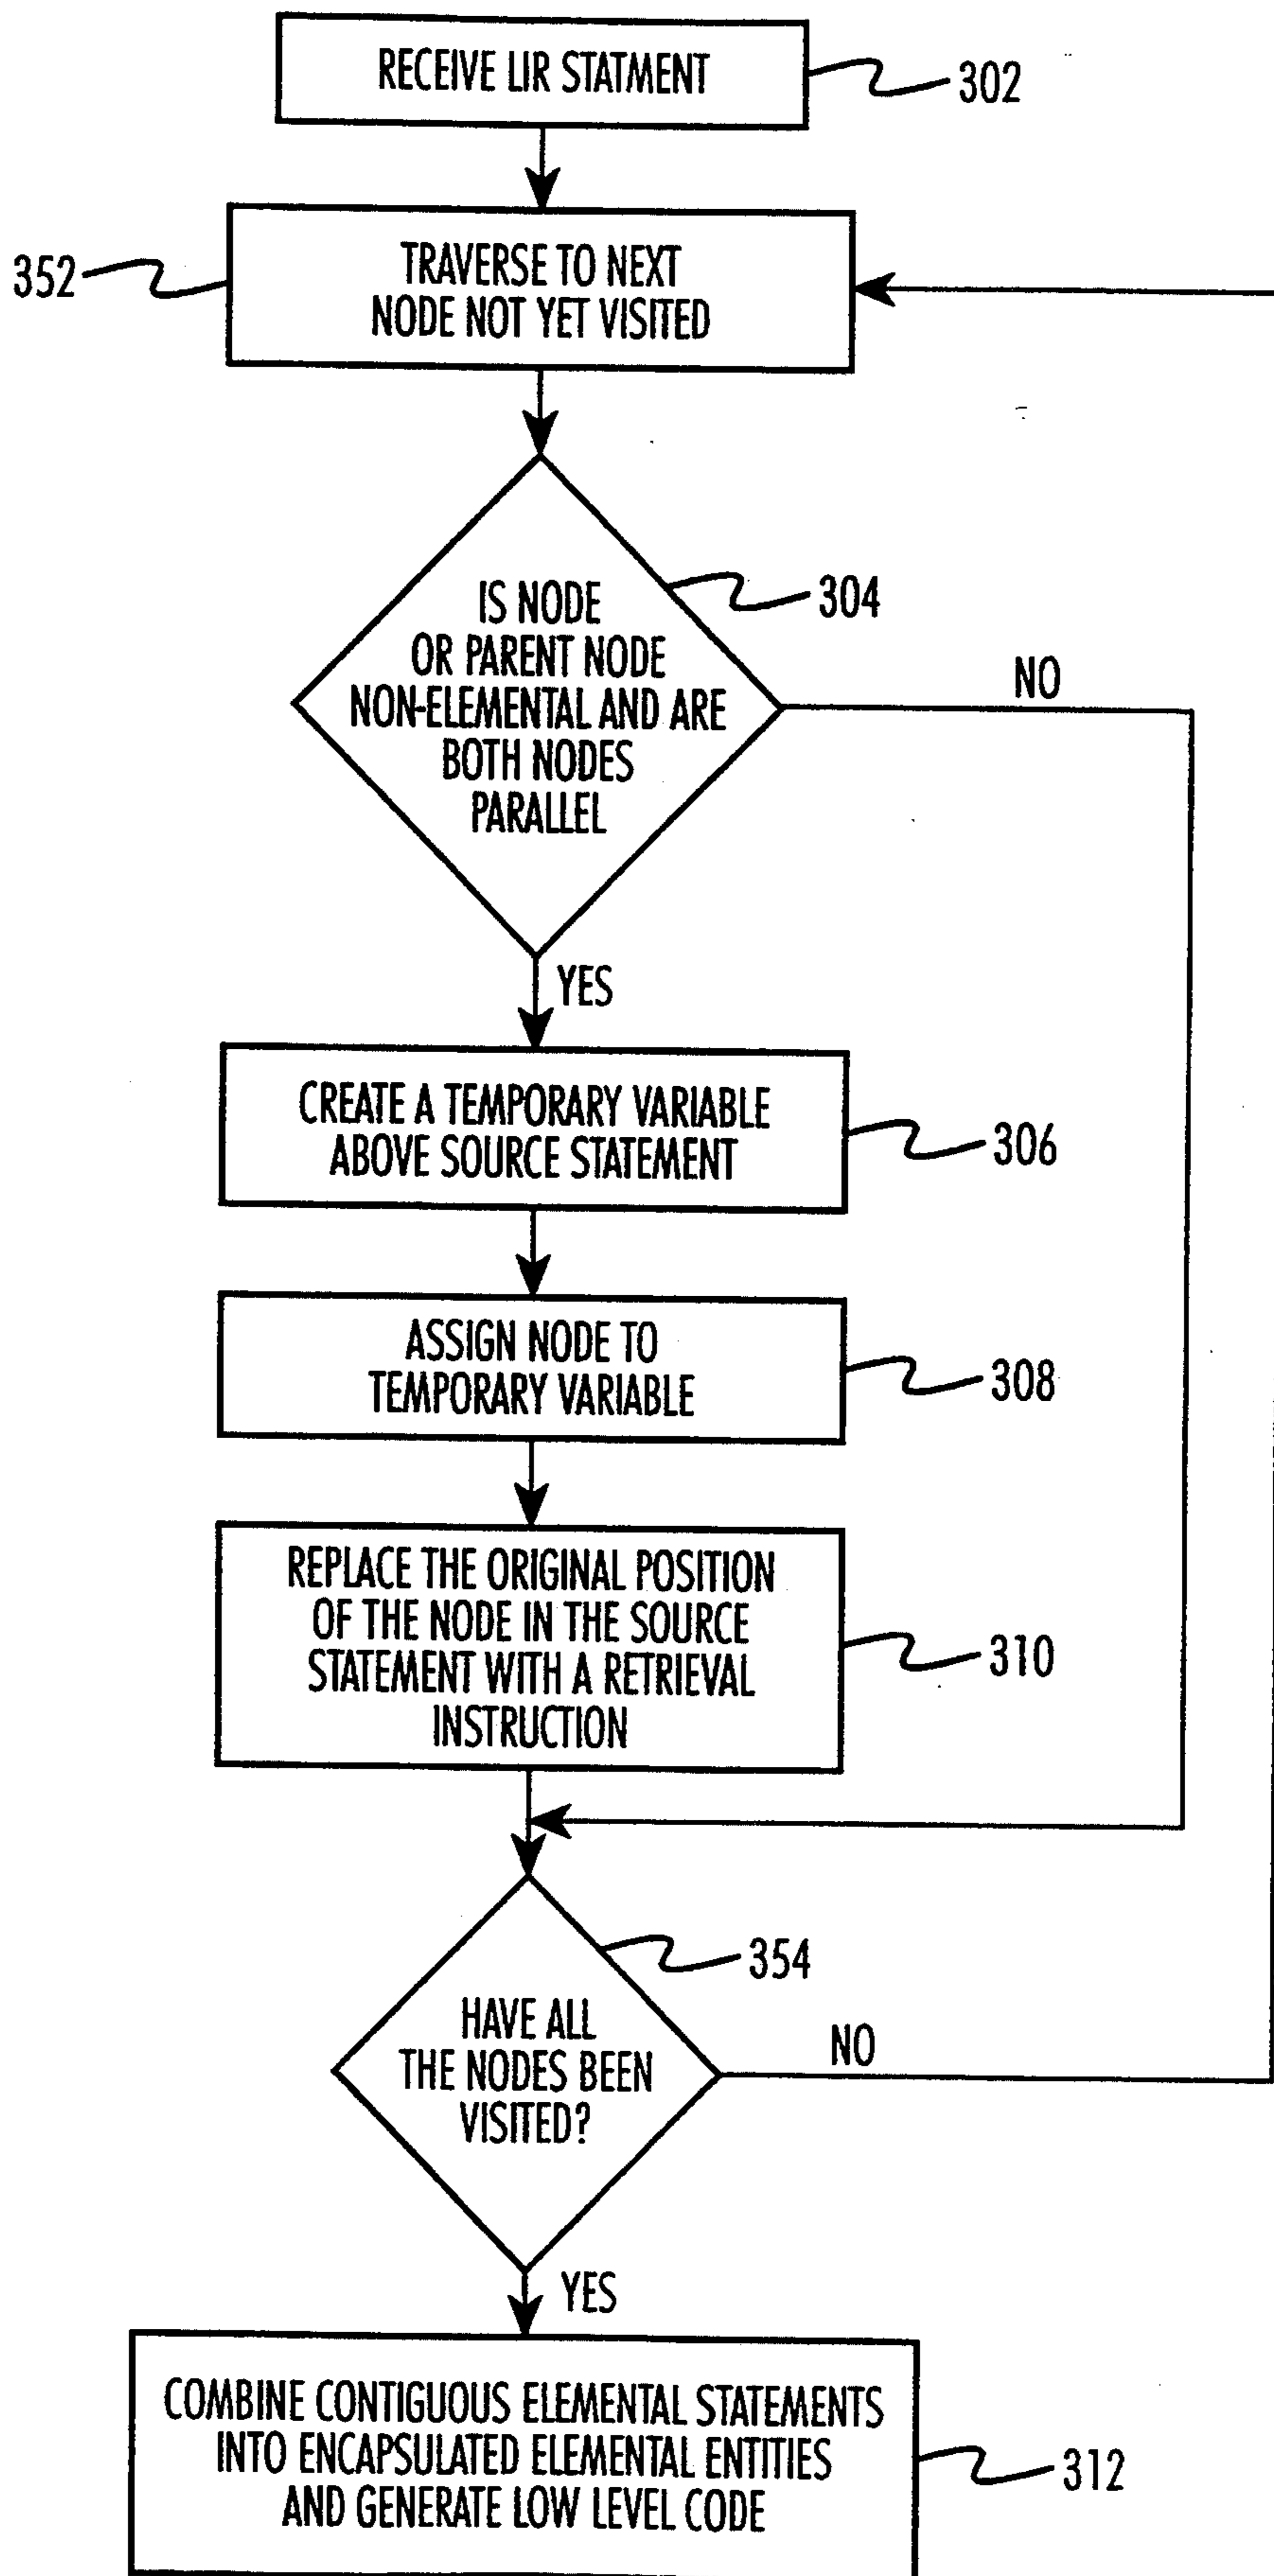 RECEIVE LIR STATMENT
302
352
TRAVERSE TO NEXT
NODE NOT YET VISITED
304
IS NODE
OR PARENT NODE
NON-ELEMENTAL AND ARE
BOTH NODES
PARALLEL
NO
YES
CREATE A TEMPORARY VARIABLE
ABOVE SOURCE STATEMENT
306
ASSIGN NODE TO
TEMPORARY VARIABLE
308
REPLACE THE ORIGINAL POSITION
OF THE NODE IN THE SOURCE
STATEMENT WITH A RETRIEVAL
INSTRUCTION
310
354
HAVE ALL
THE NODES BEEN
VISITED?
NO
YES
COMBINE CONTIGUOUS ELEMENTAL STATEMENTS
INTO ENCAPSULATED ELEMENTAL ENTITIES
AND GENERATE LOW LEVEL CODE
312